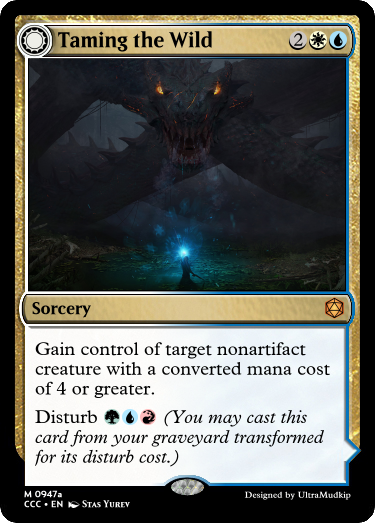 Taming the Wild 2
Sorcery
Gain control of target nonartifact
creature with a converted mana cost
of 4 or greater.
Disturb (You may cast this
card from your graveyard transformed
for its disturb cost.)
M 0947a
CCC • EN Stas Yurev
Designed by UltraMudkip